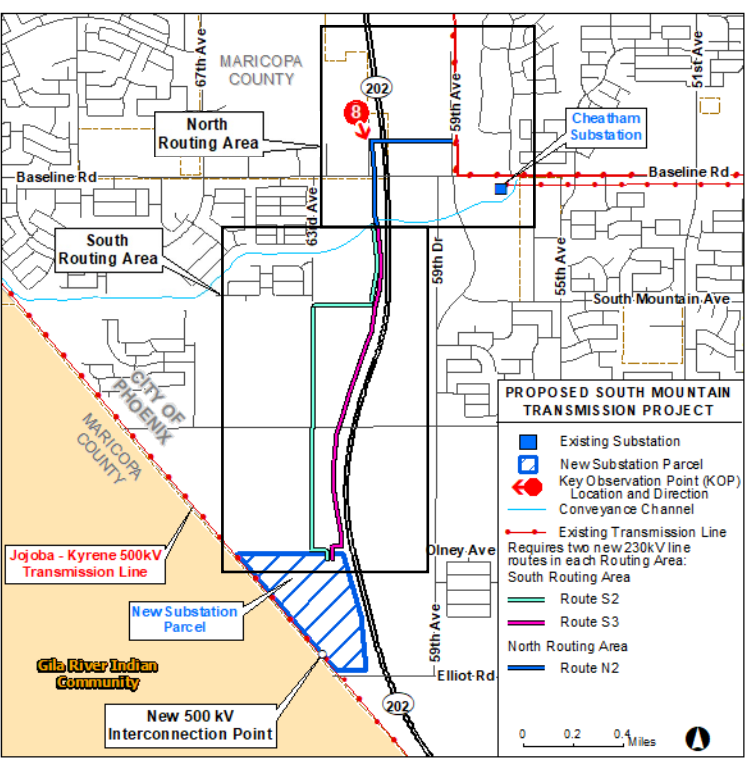 67th Ave
MARICOPA
COUNTY
202
59th Ave
51st Ave
8
North
Routing Area
Cheatham
Substation
Baseline Rd
Baseline Rd
63rd Ave
South
Routing Area
59th Dr
55th Ave
South Mountain Ave
CITY OF
PHOENIX
MARICOPA
COUNTY
PROPOSED SOUTH MOUNTAIN
TRANSMISSION PROJECT
Existing Substation
New Substation Parcel
Key Observation Point (KOP)
Location and Direction
Conveyance Channel
Existing Transmission Line
Requires two new 230kV line
routes in each Routing Area:
South Routing Area
Route S2
Route S3
North Routing Area
Route N2
0 0.2 0.4
Miles
Jojoba - Kyrene 500kV
Transmission Line
Olney Ave
New Substation
Parcel
59th Ave
Gila River Indian
Community
Elliot Rd
202
New 500 kV
Interconnection Point